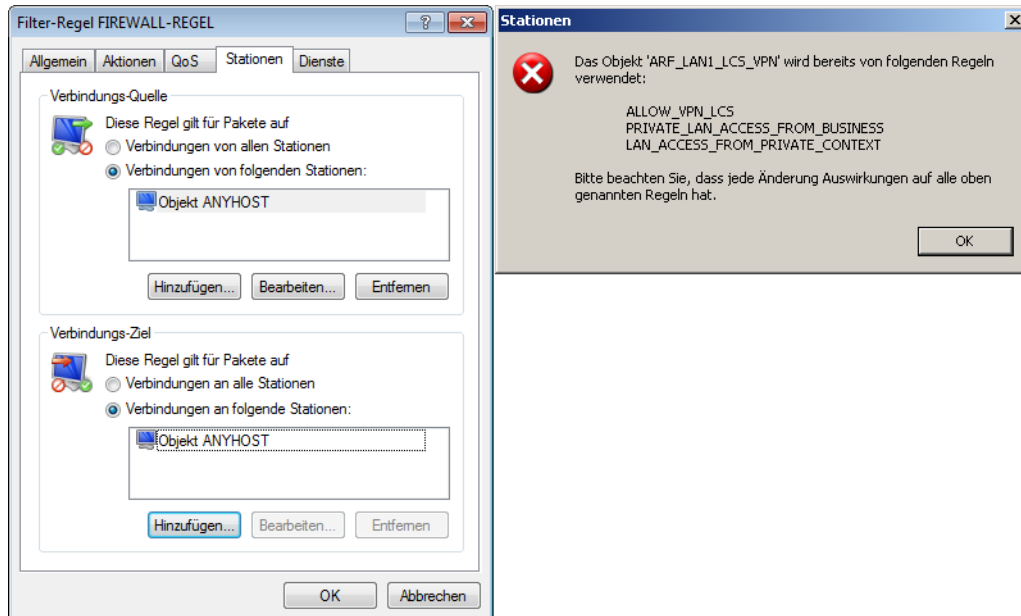 Filter-Regel FIREWALL-REGEL
Allgemein Aktionen QoS Stationen Dienste
Verbindungs-Quelle
Diese Regel gilt für Pakete auf
Verbindungen von allen Stationen
Verbindungen von folgenden Stationen:
Objekt ANYHOST
Hinzufügen... Bearbeiten... Entfernen
Verbindungs-Ziel
Diese Regel gilt für Pakete auf
Verbindungen an alle Stationen
Verbindungen an folgende Stationen:
Objekt ANYHOST
Hinzufügen... Bearbeiten... Entfernen
OK Abbrechen
Stationen
Das Objekt 'ARF_LAN1_LCS_VPN' wird bereits von folgenden Regeln
verwendet:
ALLOW_VPN_LCS
PRIVATE_LAN_ACCESS_FROM_BUSINESS
LAN_ACCESS_FROM_PRIVATE_CONTEXT
Bitte beachten Sie, dass jede Änderung Auswirkungen auf alle oben
genannten Regeln hat.
OK